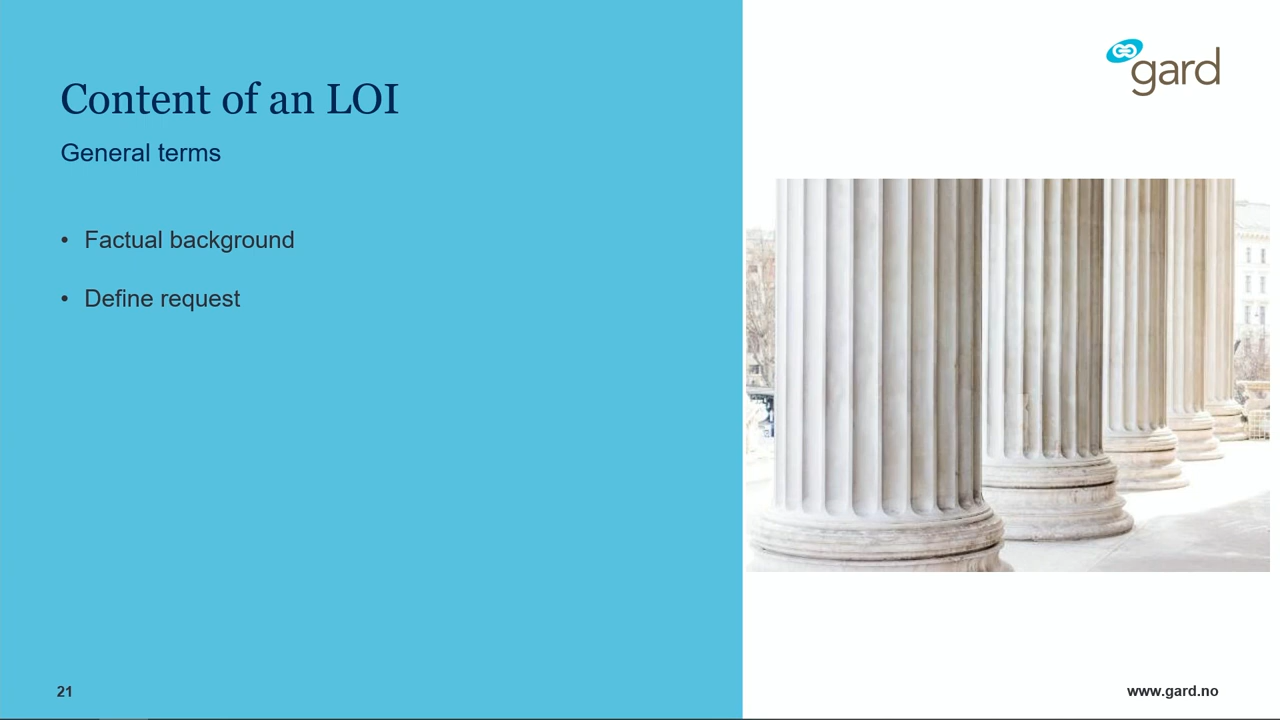 gard
Content of an LOI
General terms
• Factual background
• Define request
21
www.gard.no